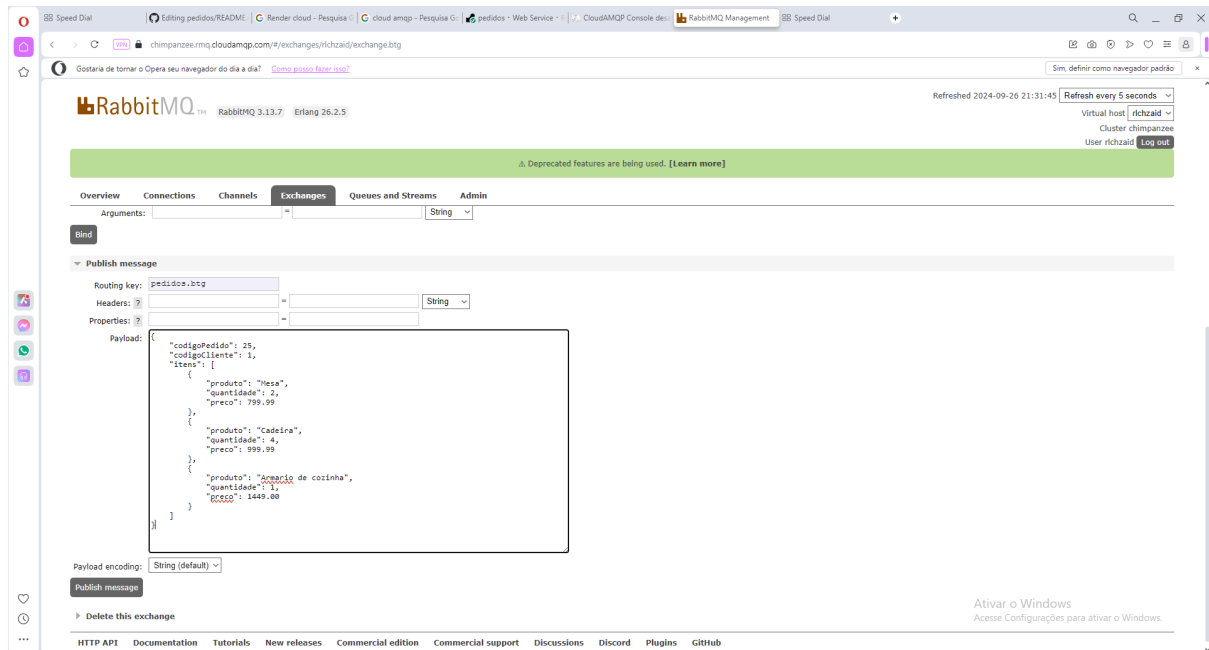 Speed Dial
Editing pedidos/README.
Render cloud - Pesquisa G
cloud amqp - Pesquisa Go
pedidos · Web Service ·
CloudAMQP Console des
RabbitMQ Management
Speed Dial
VPN
chimpanzee.rmq.cloudamqp.com/#/exchanges/rlchzaid/exchange.btg
Gostaria de tornar o Opera seu navegador do dia a dia? Como posso fazer isso?
Sim, definir como navegador padrão
RabbitMQ TM RabbitMQ 3.13.7 Erlang 26.2.5
Refreshed 2024-09-26 21:31:45 Refresh every 5 seconds
Virtual host rlchzaid
Cluster chimpanzee
User rlchzaid Log out
⚠ Deprecated features are being used. [Learn more]
Overview Connections Channels Exchanges Queues and Streams Admin
Arguments: = String
Bind
Publish message
Routing key: pedidos.btg
Headers: ? = String
Properties: ? =
Payload: {
"codigoPedido": 25,
"codigoCliente": 1,
"itens": [
{
"produto": "Mesa",
"quantidade": 2,
"preco": 799.99
},
{
"produto": "Cadeira",
"quantidade": 4,
"preco": 999.99
},
{
"produto": "Armario de cozinha",
"quantidade": 1,
"preco": 1449.00
}
]
}
Payload encoding: String (default)
Publish message
Delete this exchange
Ativar o Windows
Acesse Configurações para ativar o Windows.
HTTP API Documentation Tutorials New releases Commercial edition Commercial support Discussions Discord Plugins GitHub